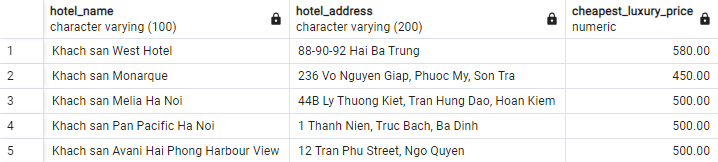 hotel_name hotel_address cheapest_luxury_price
character varying (100) character varying (200) numeric
1 Khach san West Hotel 88-90-92 Hai Ba Trung 580.00
2 Khach san Monarque 236 Vo Nguyen Giap, Phuoc My, Son Tra 450.00
3 Khach san Melia Ha Noi 44B Ly Thuong Kiet, Tran Hung Dao, Hoan Kiem 500.00
4 Khach san Pan Pacific Ha Noi 1 Thanh Nien, Truc Bach, Ba Dinh 500.00
5 Khach san Avani Hai Phong Harbour View 12 Tran Phu Street, Ngo Quyen 500.00